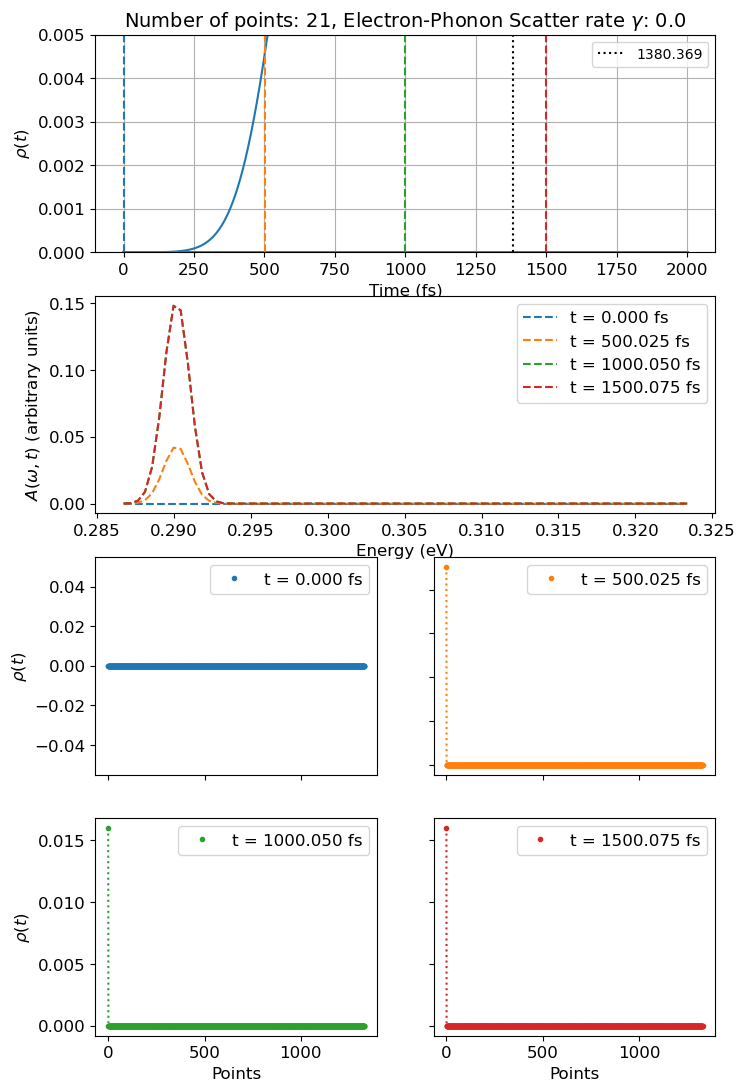 Number of points: 21, Electron-Phonon Scatter rate γ: 0.0
0.005
0.004
0.003
0.002
0.001
0.000
ρ(t)
1380.369
0 250 500 750 1000 1250 1500 1750 2000
Time (fs)
0.15
0.10
0.05
0.00
A(ω, t) (arbitrary units)
t = 0.000 fs
t = 500.025 fs
t = 1000.050 fs
t = 1500.075 fs
0.285 0.290 0.295 0.300 0.305 0.310 0.315 0.320 0.325
Energy (eV)
0.04
0.02
0.00
−0.02
−0.04
ρ(t)
t = 0.000 fs
t = 500.025 fs
0.015
0.010
0.005
0.000
ρ(t)
t = 1000.050 fs
0 500 1000
Points
t = 1500.075 fs
0 500 1000
Points